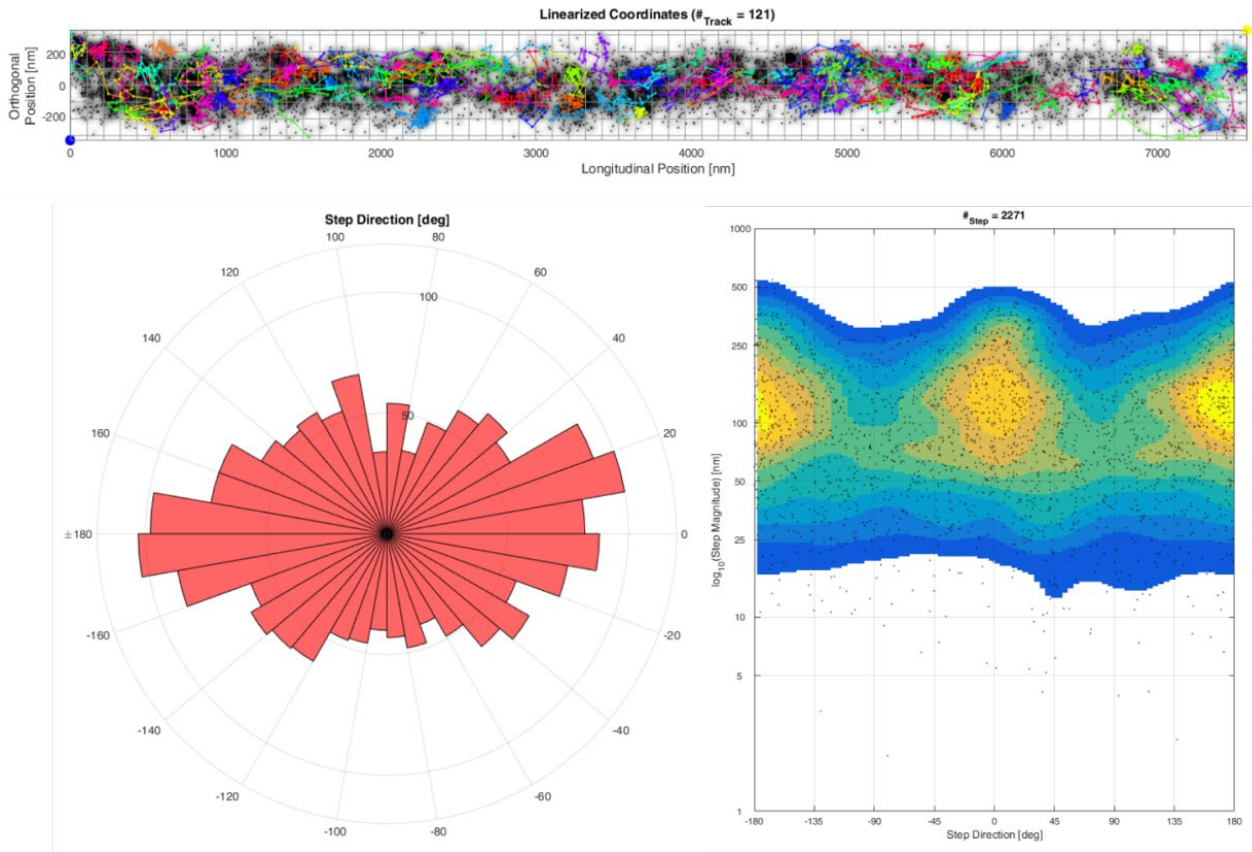 Linearized Coordinates (#Track = 121)
Orthogonal
Position [nm]
200
0
-200
0 1000 2000 3000 4000 5000 6000 7000
Longitudinal Position [nm]
Step Direction [deg]
100 80
120 60
100
140 40
50
160 20
±180 0
-160 -20
-140 -40
-120 -60
-100 -80
#Step = 2271
log10(Step Magnitude) [nm]
1000
500
250
100
50
25
10
5
1
-180 -135 -90 -45 0 45 90 135 180
Step Direction [deg]